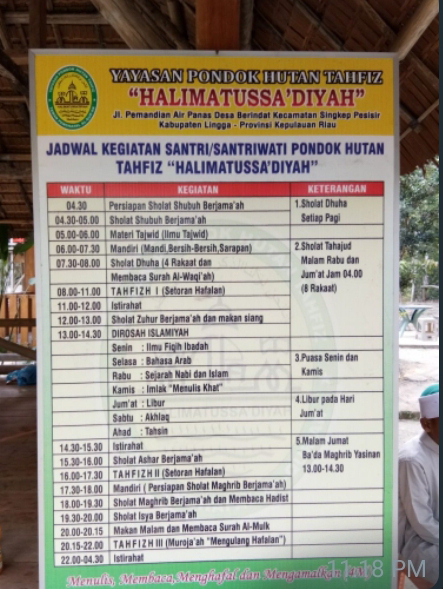 YAYASAN PONDOK HUTAN TAHFIZ
"HALIMATUSSA'DIYAH"
Jl. Pemandian Air Panas Desa Berindat Kecamatan Singkep Pesisir
Kabupaten Lingga - Provinsi Kepulauan Riau
JADWAL KEGIATAN SANTRI/SANTRIWATI PONDOK HUTAN
TAHFIZ "HALIMATUSSA'DIYAH"
WAKTU KEGIATAN KETERANGAN
04.30 Persiapan Sholat Shubuh Berjama'ah 1.Sholat Dhuha
04.30-05.00 Sholat Shubuh Berjama'ah Setiap Pagi
05.00-06.00 Materi Tajwid (Ilmu Tajwid)
06.00-07.30 Mandiri (Mandi,Bersih-Bersih,Sarapan) 2.Sholat Tahajud
07.30-08.00 Sholat Dhuha (4 Rakaat dan Malam Rabu dan
Membaca Surah Al-Waqi'ah) Jum'at Jam 04.00
08.00-11.00 TAHFIZH I (Setoran Hafalan) (8 Rakaat)
11.00-12.00 Istirahat
12.00-13.00 Sholat Zuhur Berjama'ah dan makan siang
13.00-14.30 DIROSAH ISLAMIYAH
Senin : Ilmu Fiqih Ibadah
Selasa : Bahasa Arab 3.Puasa Senin dan
Rabu : Sejarah Nabi dan Islam Kamis
Kamis : Imlak "Menulis Khat"
Jum'at : Libur 4.Libur pada Hari
Sabtu : Akhlaq Jum'at
Ahad : Tahsin
14.30-15.30 Istirahat 5.Malam Jumat
15.30-16.00 Sholat Ashar Berjama'ah Ba'da Maghrib Yasinan
16.00-17.30 TAHFIZH II (Setoran Hafalan) 13.00-14.30
17.30-18.00 Mandiri ( Persiapan Sholat Maghrib Berjama'ah)
18.00-19.30 Sholat Maghrib Berjama'ah dan Membaca Hadist
19.30-20.00 Sholat Isya Berjama'ah
20.00-20.15 Makan Malam dan Membaca Surah Al-Mulk
20.15-22.00 TAHFIZH III (Muroja'ah "Mengulang Hafalan")
22.00-04.30 Istirahat
Menulis, Membaca,Menghafal dan Mengamalkan
11:18 PM